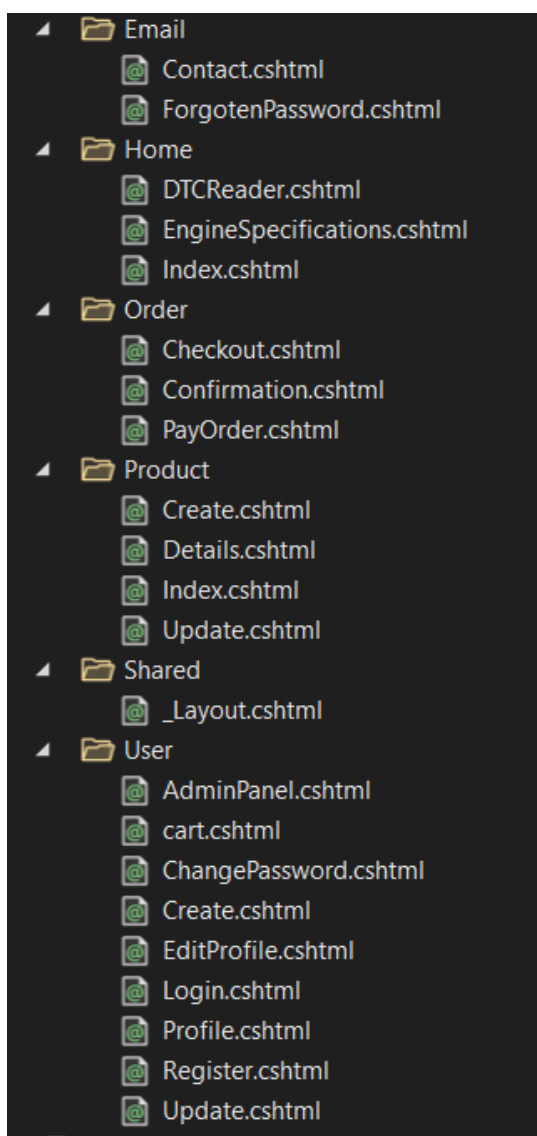 Email
Contact.cshtml
ForgotenPassword.cshtml
Home
DTCReader.cshtml
EngineSpecifications.cshtml
Index.cshtml
Order
Checkout.cshtml
Confirmation.cshtml
PayOrder.cshtml
Product
Create.cshtml
Details.cshtml
Index.cshtml
Update.cshtml
Shared
_Layout.cshtml
User
AdminPanel.cshtml
cart.cshtml
ChangePassword.cshtml
Create.cshtml
EditProfile.cshtml
Login.cshtml
Profile.cshtml
Register.cshtml
Update.cshtml